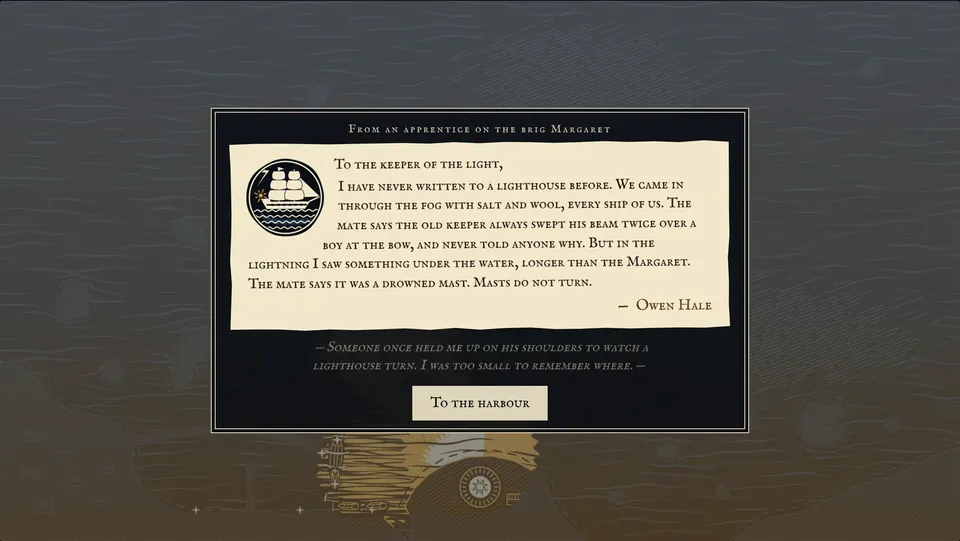 From an apprentice on the brig Margaret
To the keeper of the light,
I have never written to a lighthouse before. We came in
through the fog with salt and wool, every ship of us. The
mate says the old keeper always swept his beam twice over a
boy at the bow, and never told anyone why. But in the
lightning I saw something under the water, longer than the Margaret.
The mate says it was a drowned mast. Masts do not turn.
— Owen Hale
— Someone once held me up on his shoulders to watch a
lighthouse turn. I was too small to remember where. —
To the harbour